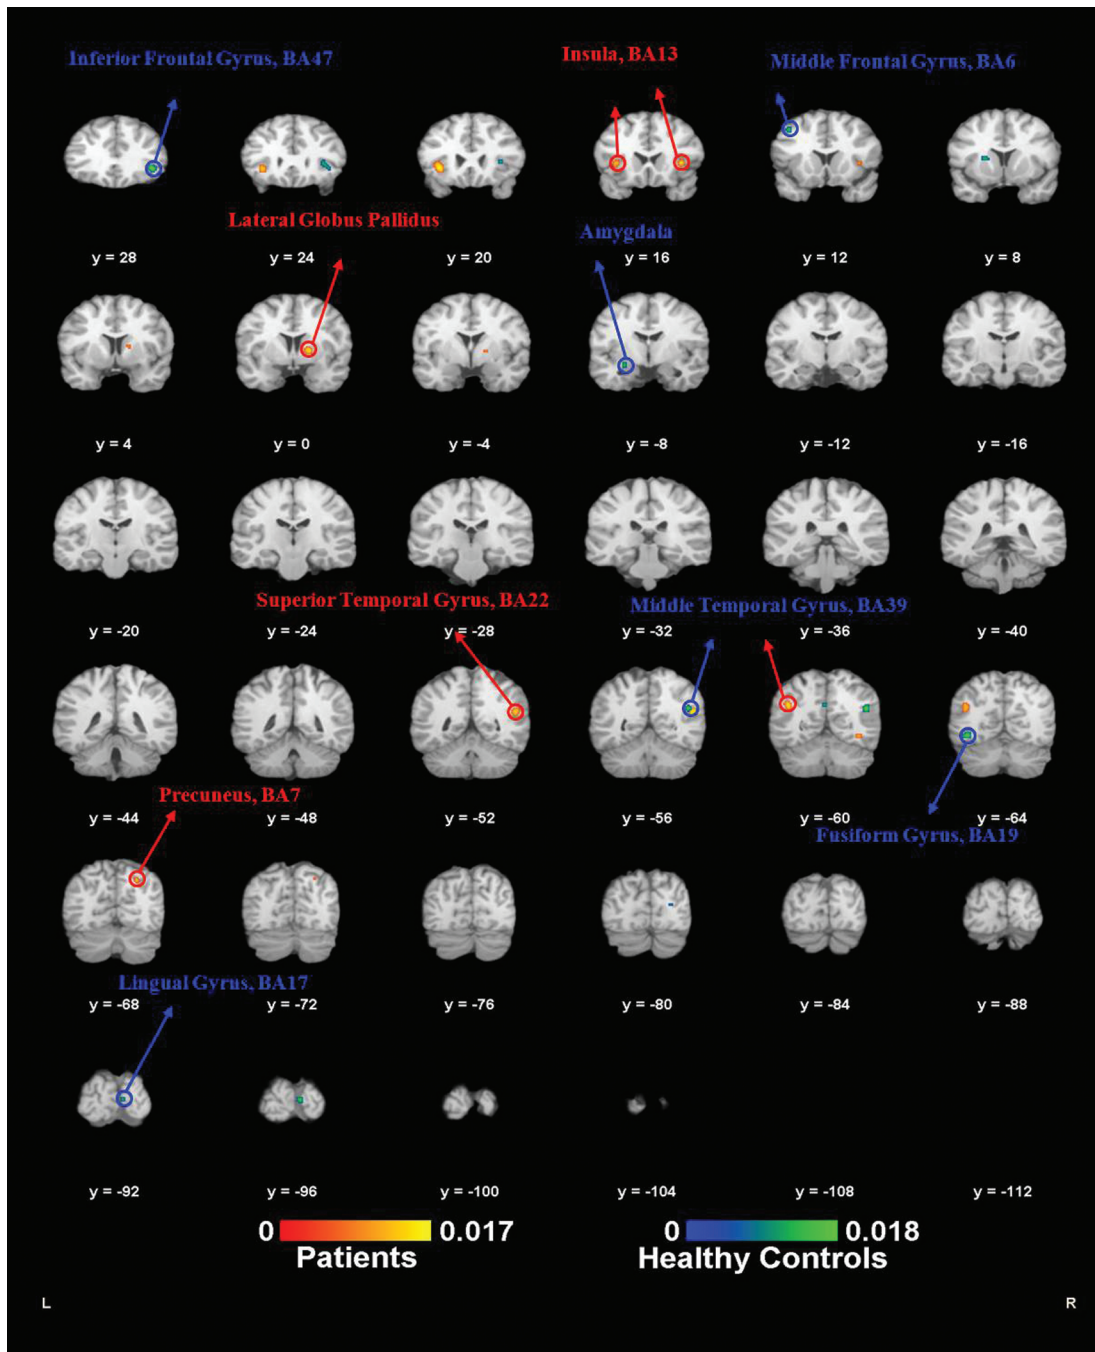 Inferior Frontal Gyrus, BA47
Insula, BA13
Middle Frontal Gyrus, BA6
Lateral Globus Pallidus
Amygdala
y = 28
y = 24
y = 20
y = 16
y = 12
y = 8
y = 4
y = 0
y = -4
y = -8
y = -12
y = -16
Superior Temporal Gyrus, BA22
Middle Temporal Gyrus, BA39
y = -20
y = -24
y = -28
y = -32
y = -36
y = -40
Precuneus, BA7
y = -44
y = -48
y = -52
y = -56
y = -60
y = -64
Fusiform Gyrus, BA19
Lingual Gyrus, BA17
y = -68
y = -72
y = -76
y = -80
y = -84
y = -88
y = -92
y = -96
y = -100
y = -104
y = -108
y = -112
0 0.017
Patients
0 0.018
Healthy Controls
L
R